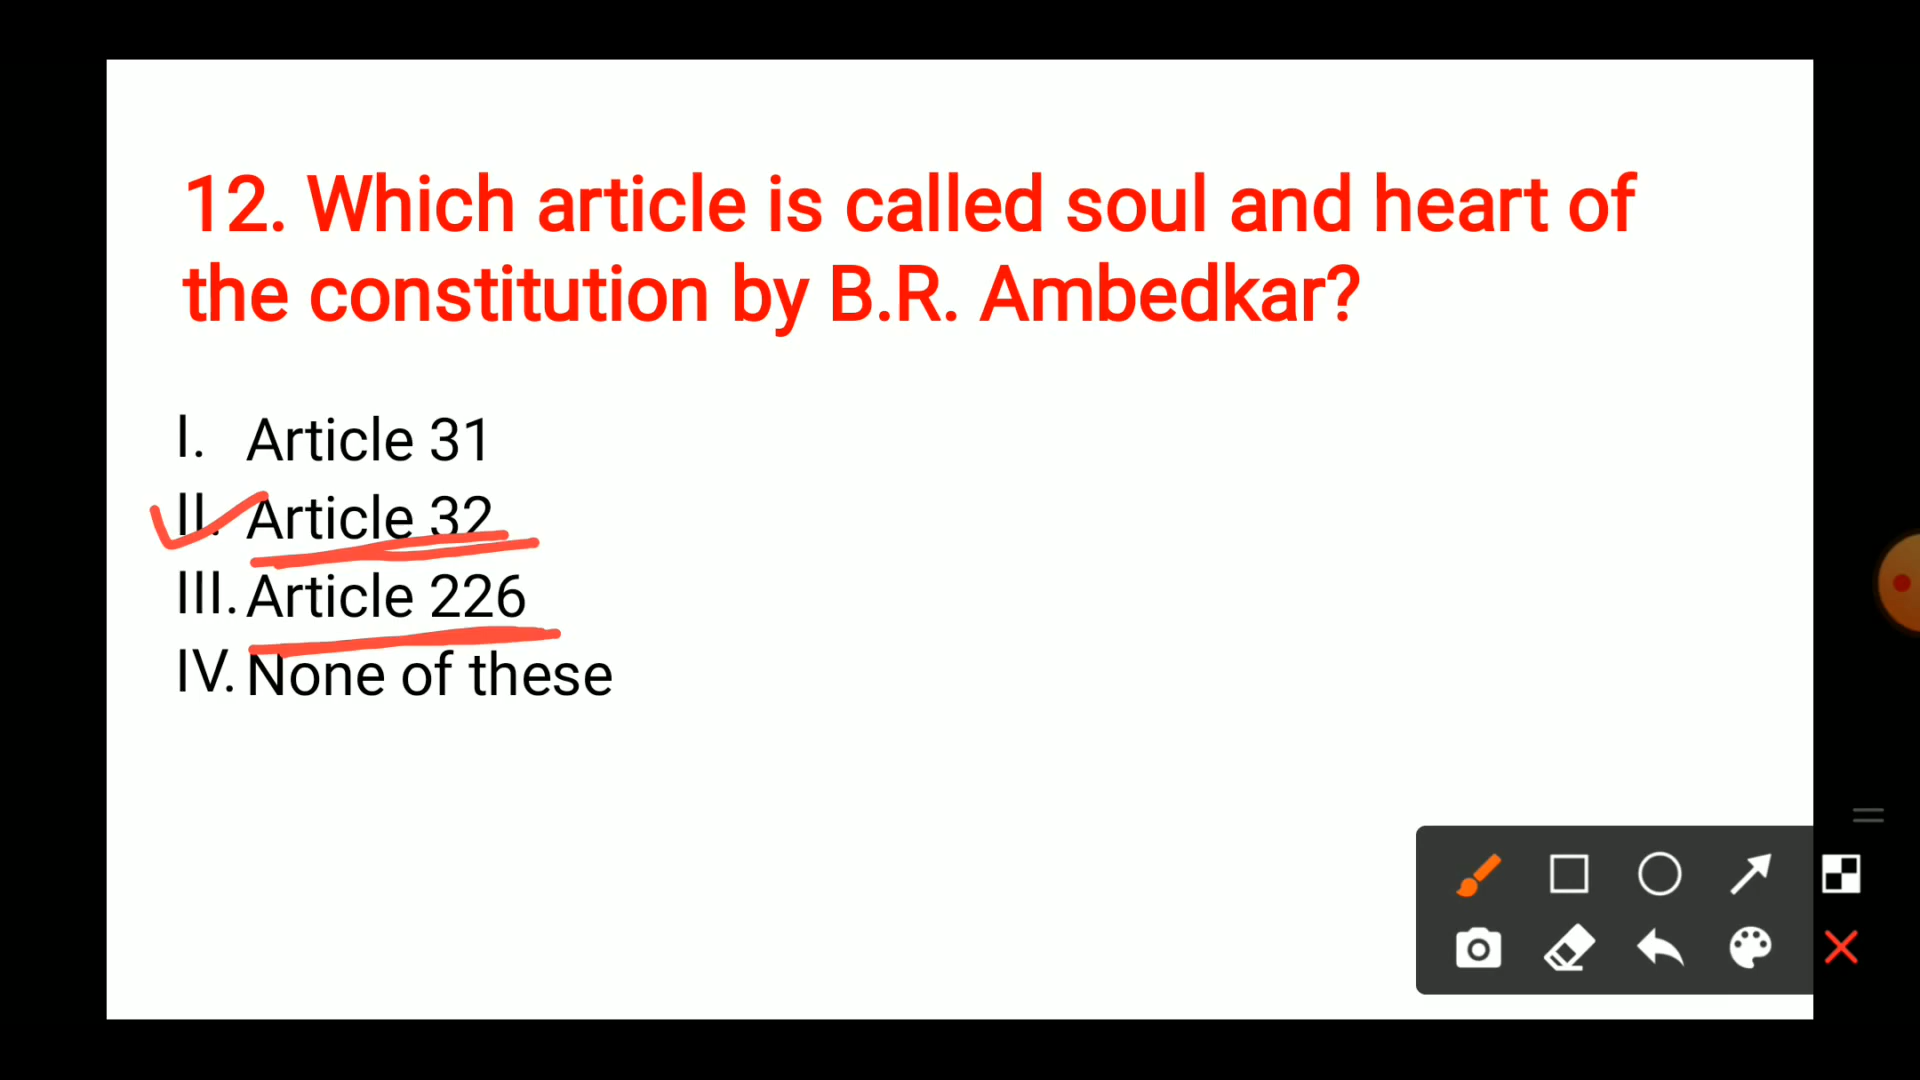 12. Which article is called soul and heart of
the constitution by B.R. Ambedkar?
I. Article 31
II. Article 32
III. Article 226
IV. None of these